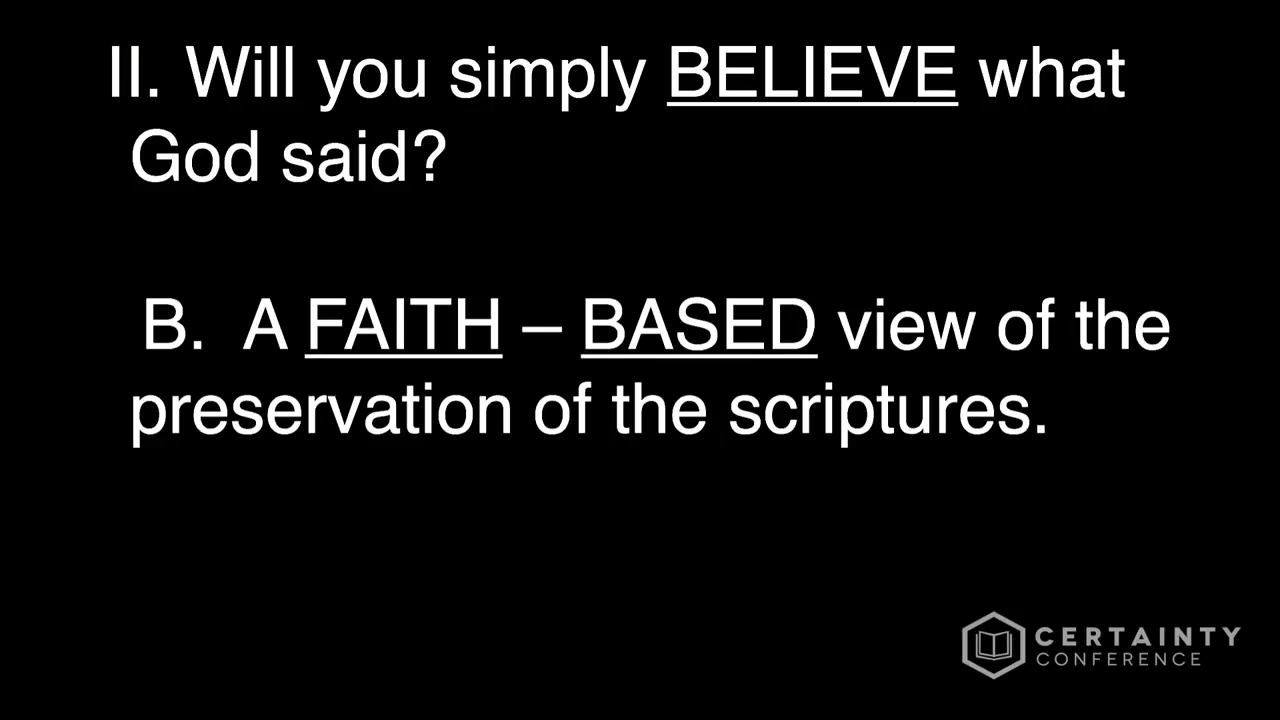 II. Will you simply BELIEVE what
God said?
B. A FAITH – BASED view of the
preservation of the scriptures.
CERTAINTY
CONFERENCE